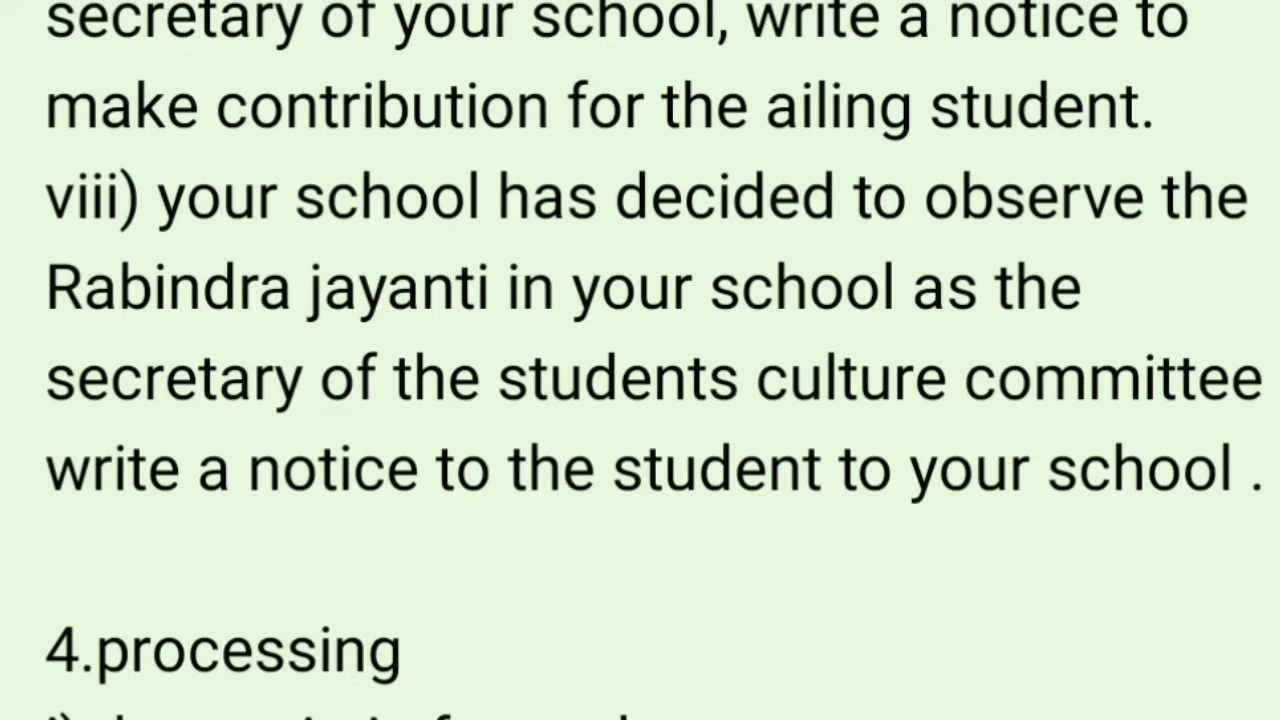 secretary of your school, write a notice to
make contribution for the ailing student.
viii) your school has decided to observe the
Rabindra jayanti in your school as the
secretary of the students culture committee
write a notice to the student to your school .
4.processing